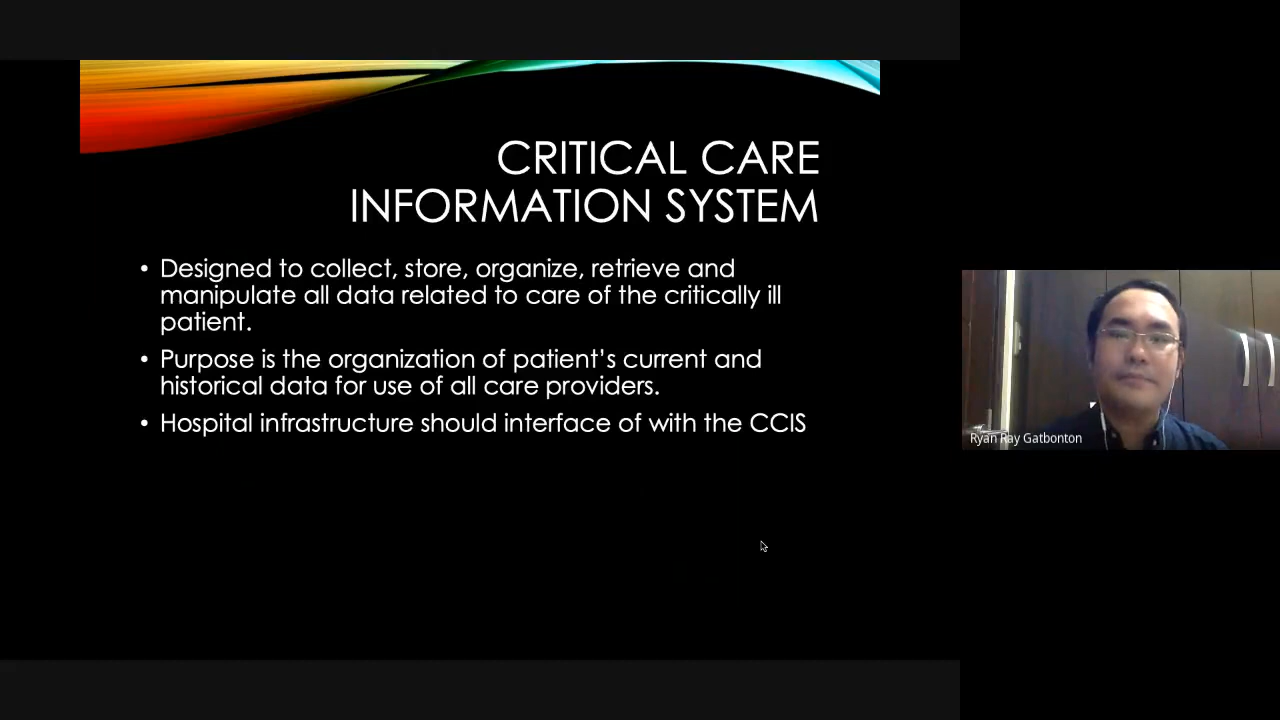 CRITICAL CARE
INFORMATION SYSTEM
• Designed to collect, store, organize, retrieve and
manipulate all data related to care of the critically ill
patient.
• Purpose is the organization of patient's current and
historical data for use of all care providers.
• Hospital infrastructure should interface of with the CCIS
Ryan Ray Gatbonton